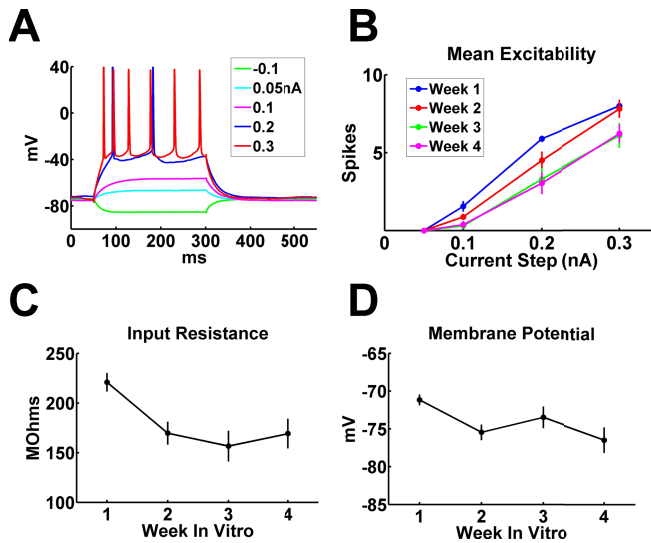 A
40
0
-40
-80
mV
0 100 200 300 400 500
ms
-0.1
0.05nA
0.1
0.2
0.3
B
Mean Excitability
10
5
Spikes
Week 1
Week 2
Week 3
Week 4
0 0.1 0.2 0.3
Current Step (nA)
C
Input Resistance
250
200
150
100
MOhms
1 2 3 4
Week In Vitro
D
Membrane Potential
-65
-70
-75
-80
-85
mV
1 2 3 4
Week In Vitro